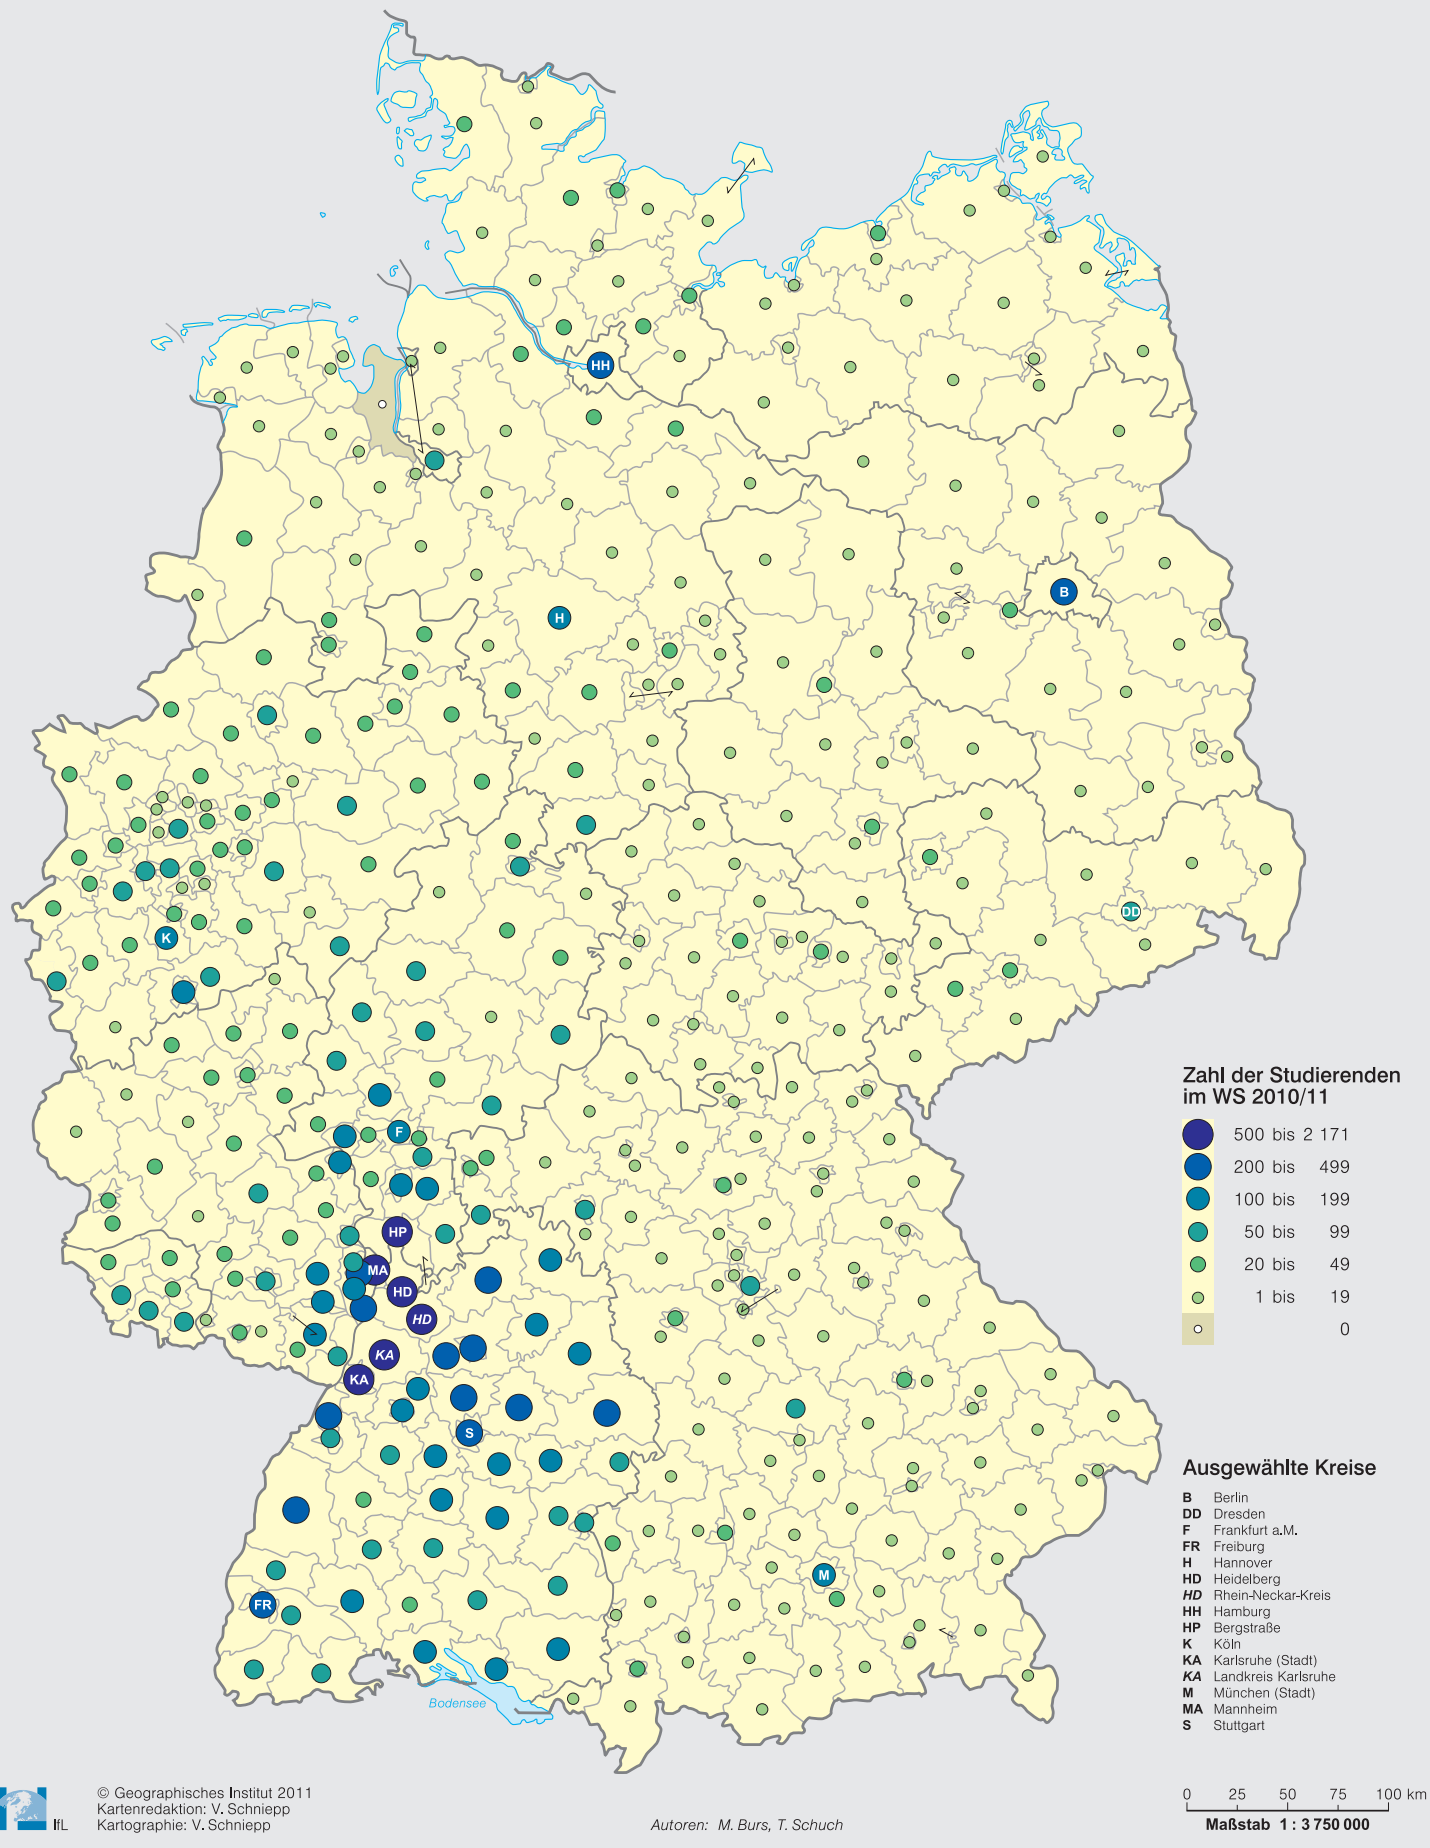 HH
B
H
DD
K
F
HP
MA
HD
HD
KA
KA
S
FR
M
Bodensee
Zahl der Studierenden
im WS 2010/11
500 bis 2 171
200 bis 499
100 bis 199
50 bis 99
20 bis 49
1 bis 19
0
Ausgewählte Kreise
B Berlin
DD Dresden
F Frankfurt a.M.
FR Freiburg
H Hannover
HD Heidelberg
HD Rhein-Neckar-Kreis
HH Hamburg
HP Bergstraße
K Köln
KA Karlsruhe (Stadt)
KA Landkreis Karlsruhe
M München (Stadt)
MA Mannheim
S Stuttgart
IfL
© Geographisches Institut 2011
Kartenredaktion: V. Schniepp
Kartographie: V. Schniepp
Autoren: M. Burs, T. Schuch
0 25 50 75 100 km
Maßstab 1 : 3 750 000